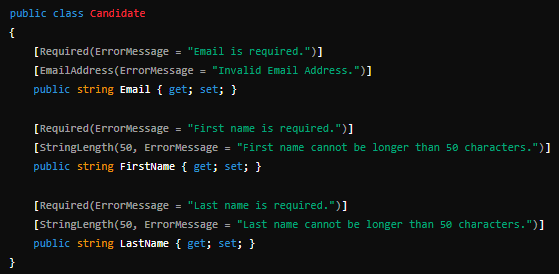 public class Candidate
{
    [Required(ErrorMessage = "Email is required.")]
    [EmailAddress(ErrorMessage = "Invalid Email Address.")]
    public string Email { get; set; }

    [Required(ErrorMessage = "First name is required.")]
    [StringLength(50, ErrorMessage = "First name cannot be longer than 50 characters.")]
    public string FirstName { get; set; }

    [Required(ErrorMessage = "Last name is required.")]
    [StringLength(50, ErrorMessage = "Last name cannot be longer than 50 characters.")]
    public string LastName { get; set; }
}